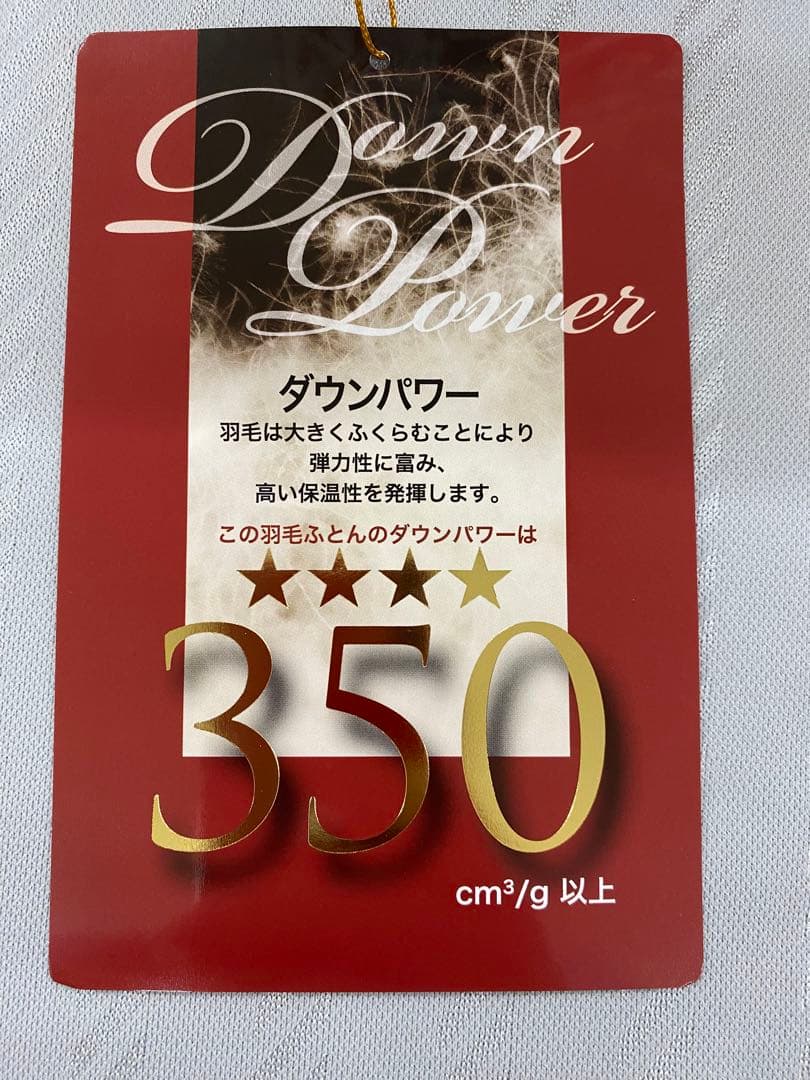 Down
Power
ダウンパワー
羽毛は大きくふくらむことにより
弾力性に富み、
高い保温性を発揮します。
この羽毛ふとんのダウンパワーは
★★★★
350
cm³/g 以上